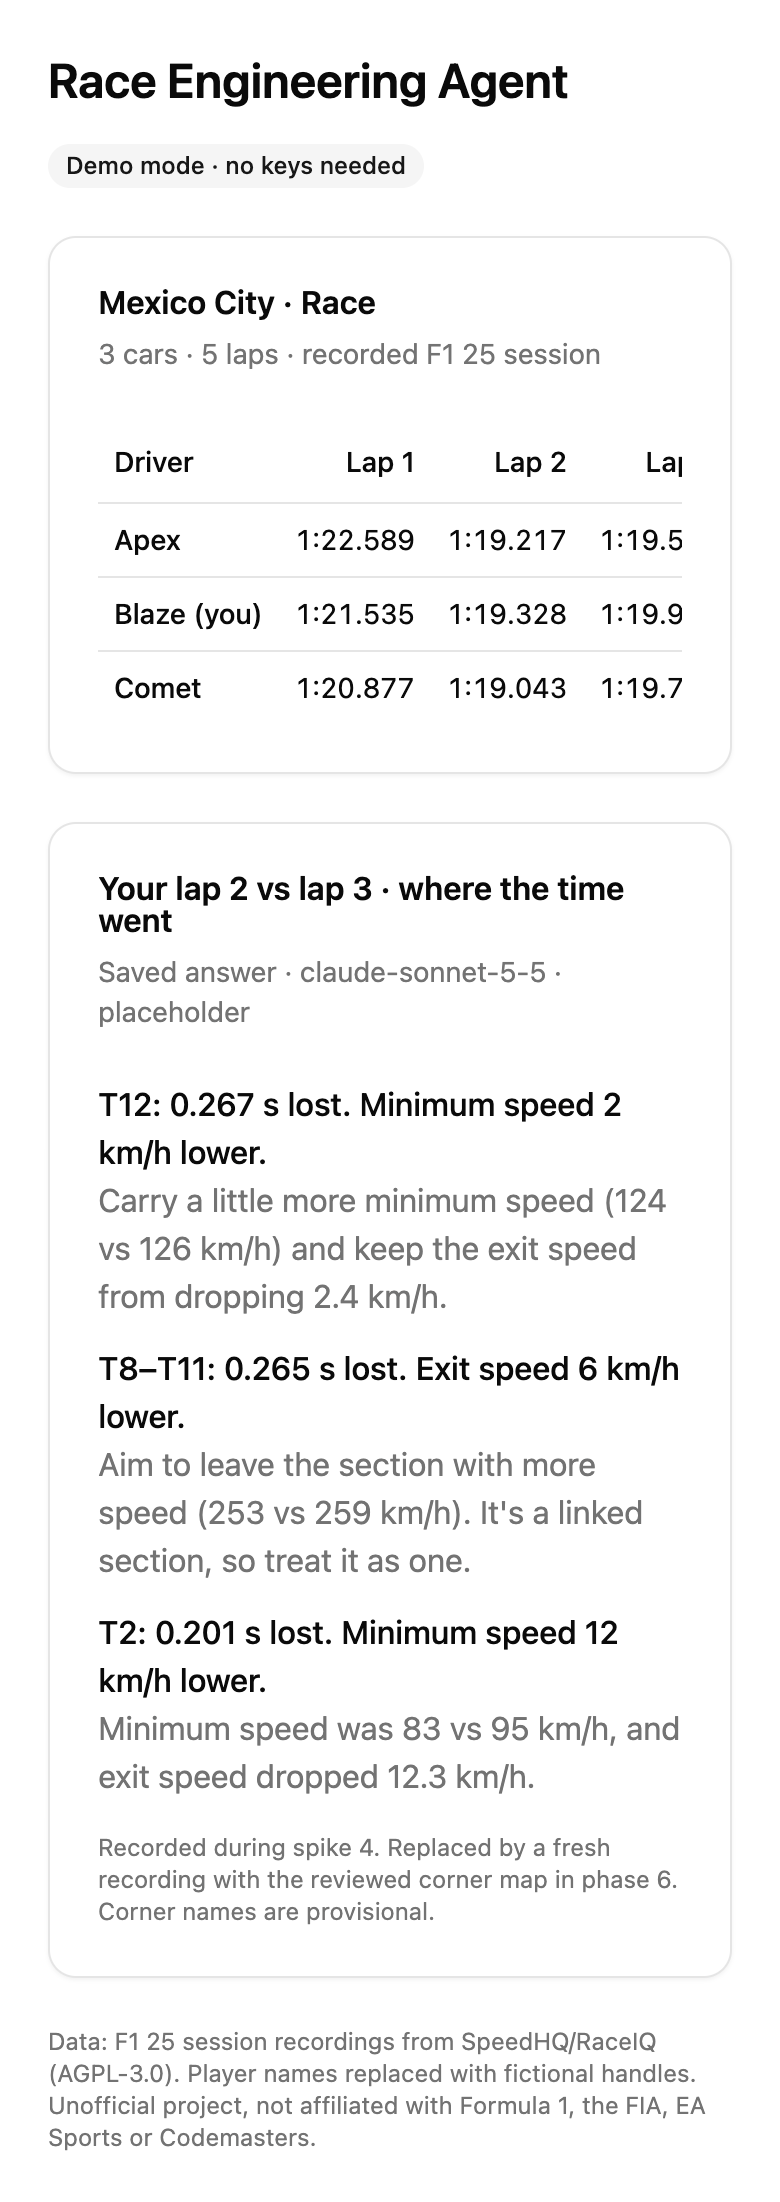 Race Engineering Agent
Demo mode · no keys needed
Mexico City · Race
3 cars · 5 laps · recorded F1 25 session
Driver Lap 1 Lap 2 Lap
Apex 1:22.589 1:19.217 1:19.5
Blaze (you) 1:21.535 1:19.328 1:19.9
Comet 1:20.877 1:19.043 1:19.7
Your lap 2 vs lap 3 · where the time
went
Saved answer · claude-sonnet-5-5 ·
placeholder
T12: 0.267 s lost. Minimum speed 2
km/h lower.
Carry a little more minimum speed (124
vs 126 km/h) and keep the exit speed
from dropping 2.4 km/h.
T8–T11: 0.265 s lost. Exit speed 6 km/h
lower.
Aim to leave the section with more
speed (253 vs 259 km/h). It's a linked
section, so treat it as one.
T2: 0.201 s lost. Minimum speed 12
km/h lower.
Minimum speed was 83 vs 95 km/h, and
exit speed dropped 12.3 km/h.
Recorded during spike 4. Replaced by a fresh
recording with the reviewed corner map in phase 6.
Corner names are provisional.
Data: F1 25 session recordings from SpeedHQ/RaceIQ
(AGPL-3.0). Player names replaced with fictional handles.
Unofficial project, not affiliated with Formula 1, the FIA, EA
Sports or Codemasters.